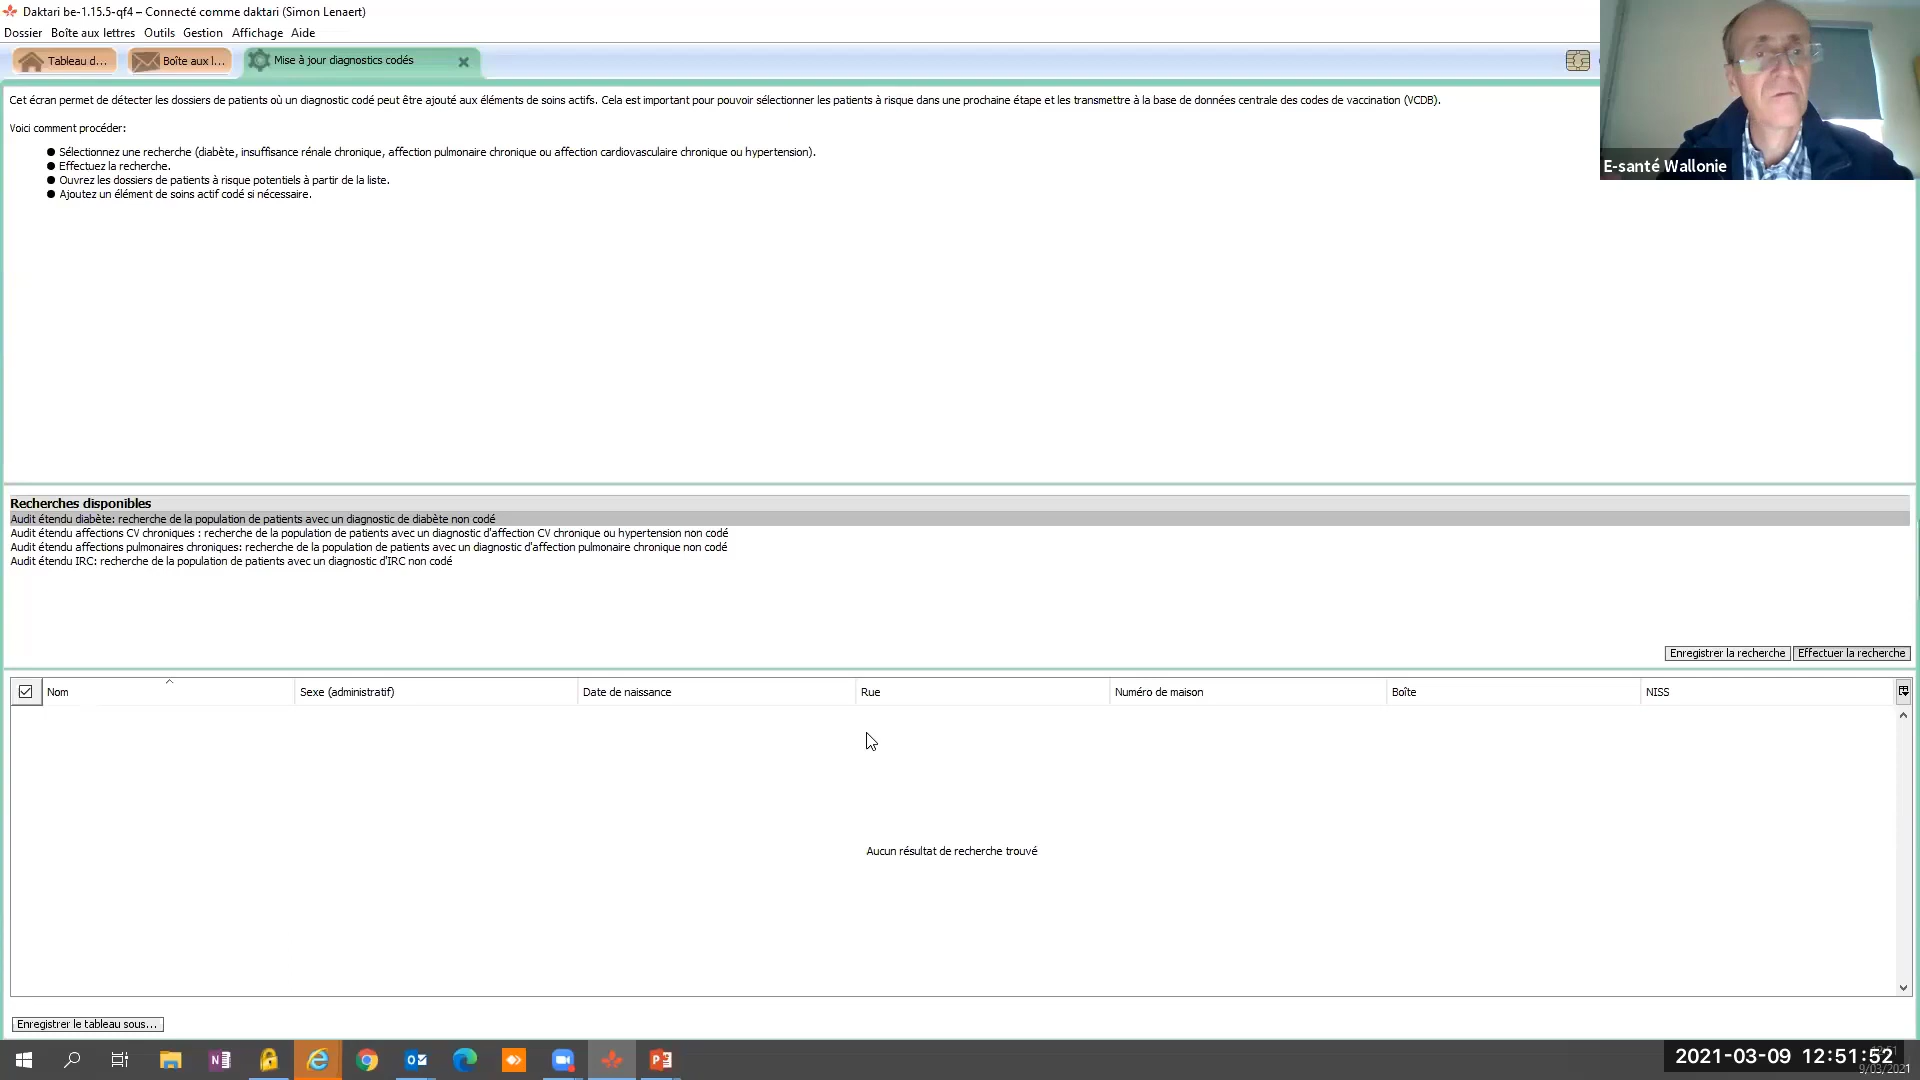 Daktari be-1.15.5-qf4 – Connecté comme daktari (Simon Lenaert)
Dossier Boîte aux lettres Outils Gestion Affichage Aide
Tableau d... Boîte aux l... Mise à jour diagnostics codés
Cet écran permet de détecter les dossiers de patients où un diagnostic codé peut être ajouté aux éléments de soins actifs. Cela est important pour pouvoir sélectionner les patients à risque dans une prochaine étape et les transmettre à la base de données centrale des codes de vaccination (VCDB).
Voici comment procéder:
● Sélectionnez une recherche (diabète, insuffisance rénale chronique, affection pulmonaire chronique ou affection cardiovasculaire chronique ou hypertension).
● Effectuez la recherche.
● Ouvrez les dossiers de patients à risque potentiels à partir de la liste.
● Ajoutez un élément de soins actif codé si nécessaire.
E-santé Wallonie
Recherches disponibles
Audit étendu diabète: recherche de la population de patients avec un diagnostic de diabète non codé
Audit étendu affections CV chroniques : recherche de la population de patients avec un diagnostic d'affection CV chronique ou hypertension non codé
Audit étendu affections pulmonaires chroniques: recherche de la population de patients avec un diagnostic d'affection pulmonaire chronique non codé
Audit étendu IRC: recherche de la population de patients avec un diagnostic d'IRC non codé
Enregistrer la recherche Effectuer la recherche
Nom Sexe (administratif) Date de naissance Rue Numéro de maison Boîte NISS
Aucun résultat de recherche trouvé
Enregistrer le tableau sous...
2021-03-09 12:51:52
9/03/2021